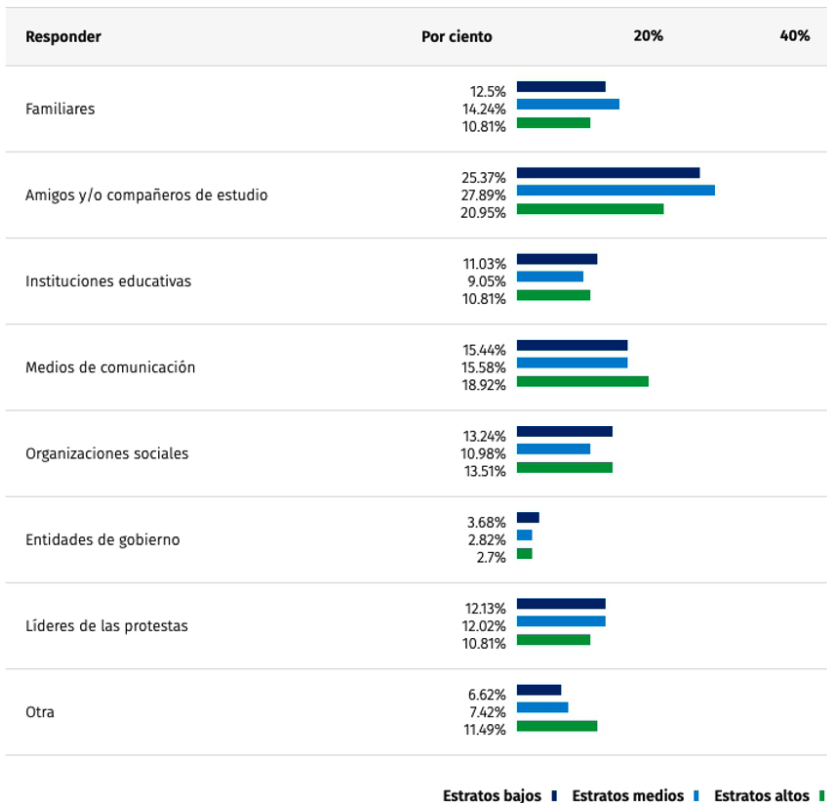 Responder Por ciento 20% 40%
12.5%
Familiares 14.24%
10.81%
25.37%
Amigos y/o compañeros de estudio 27.89%
20.95%
11.03%
Instituciones educativas 9.05%
10.81%
15.44%
Medios de comunicación 15.58%
18.92%
13.24%
Organizaciones sociales 10.98%
13.51%
3.68%
Entidades de gobierno 2.82%
2.7%
12.13%
Líderes de las protestas 12.02%
10.81%
6.62%
Otra 7.42%
11.49%
Estratos bajos Estratos medios Estratos altos